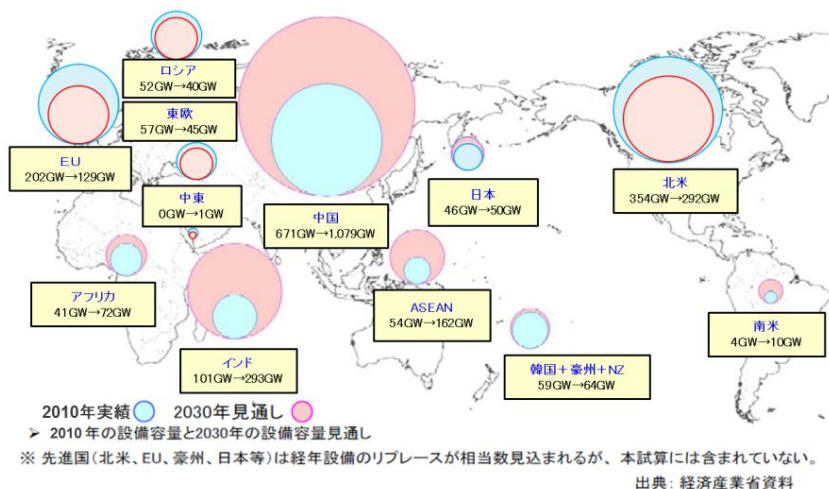 ロシア
52GW→40GW
東欧
57GW→45GW
EU
202GW→129GW
中東
0GW→1GW
中国
671GW→1,079GW
日本
46GW→50GW
北米
354GW→292GW
アフリカ
41GW→72GW
インド
101GW→293GW
ASEAN
54GW→162GW
韓国+豪州+NZ
59GW→64GW
南米
4GW→10GW
2010年実績 2030年見通し
➢ 2010年の設備容量と2030年の設備容量見通し
※ 先進国(北米、EU、豪州、日本等)は経年設備のリプレースが相当数見込まれるが、本試算には含まれていない。
出典: 経済産業省資料